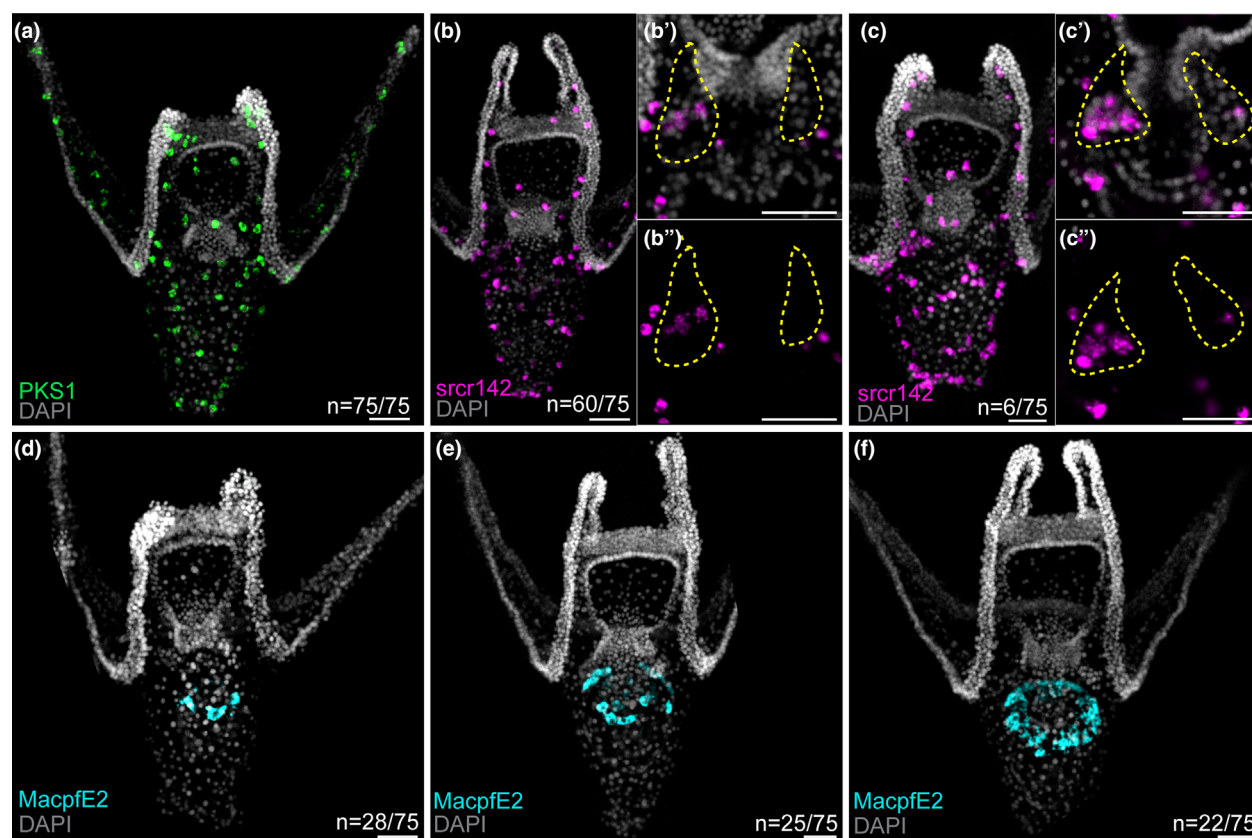 (a)
PKS1
DAPI
n=75/75
(b)
srcr142
DAPI
n=60/75
(b’)
(b”)
(c)
srcr142
DAPI
n=6/75
(c’)
(c”)
(d)
MacpfE2
DAPI
n=28/75
(e)
MacpfE2
DAPI
n=25/75
(f)
MacpfE2
DAPI
n=22/75